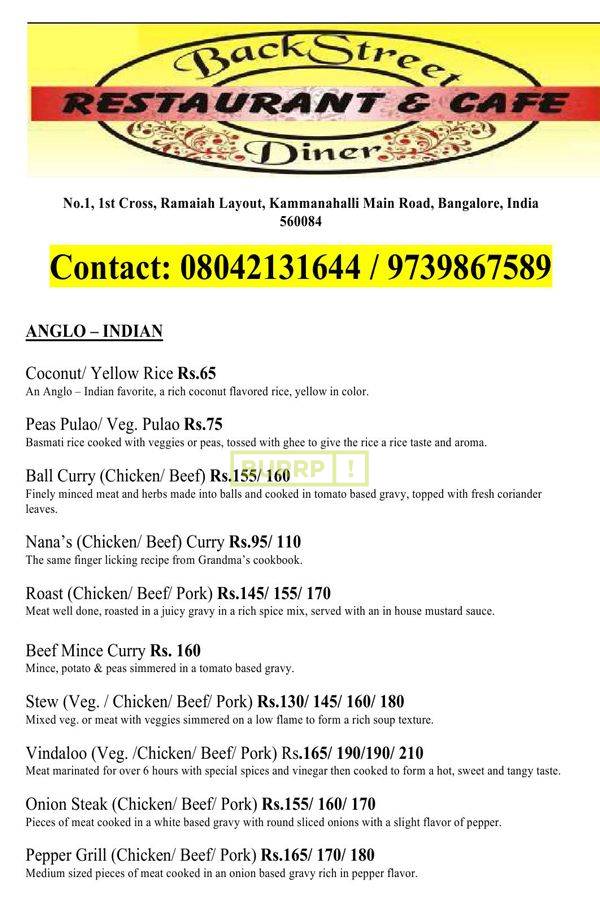 BackStreet
RESTAURANT & CAFE
Diner
No.1, 1st Cross, Ramaiah Layout, Kammanahalli Main Road, Bangalore, India
560084
Contact: 08042131644 / 9739867589
ANGLO – INDIAN
Coconut/ Yellow Rice Rs.65
An Anglo – Indian favorite, a rich coconut flavored rice, yellow in color.
Peas Pulao/ Veg. Pulao Rs.75
Basmati rice cooked with veggies or peas, tossed with ghee to give the rice a rice taste and aroma.
Ball Curry (Chicken/ Beef) Rs.155/ 160
BURRP!
Finely minced meat and herbs made into balls and cooked in tomato based gravy, topped with fresh coriander
leaves.
Nana’s (Chicken/ Beef) Curry Rs.95/ 110
The same finger licking recipe from Grandma’s cookbook.
Roast (Chicken/ Beef/ Pork) Rs.145/ 155/ 170
Meat well done, roasted in a juicy gravy in a rich spice mix, served with an in house mustard sauce.
Beef Mince Curry Rs. 160
Mince, potato & peas simmered in a tomato based gravy.
Stew (Veg. / Chicken/ Beef/ Pork) Rs.130/ 145/ 160/ 180
Mixed veg. or meat with veggies simmered on a low flame to form a rich soup texture.
Vindaloo (Veg. /Chicken/ Beef/ Pork) Rs.165/ 190/190/ 210
Meat marinated for over 6 hours with special spices and vinegar then cooked to form a hot, sweet and tangy taste.
Onion Steak (Chicken/ Beef/ Pork) Rs.155/ 160/ 170
Pieces of meat cooked in a white based gravy with round sliced onions with a slight flavor of pepper.
Pepper Grill (Chicken/ Beef/ Pork) Rs.165/ 170/ 180
Medium sized pieces of meat cooked in an onion based gravy rich in pepper flavor.